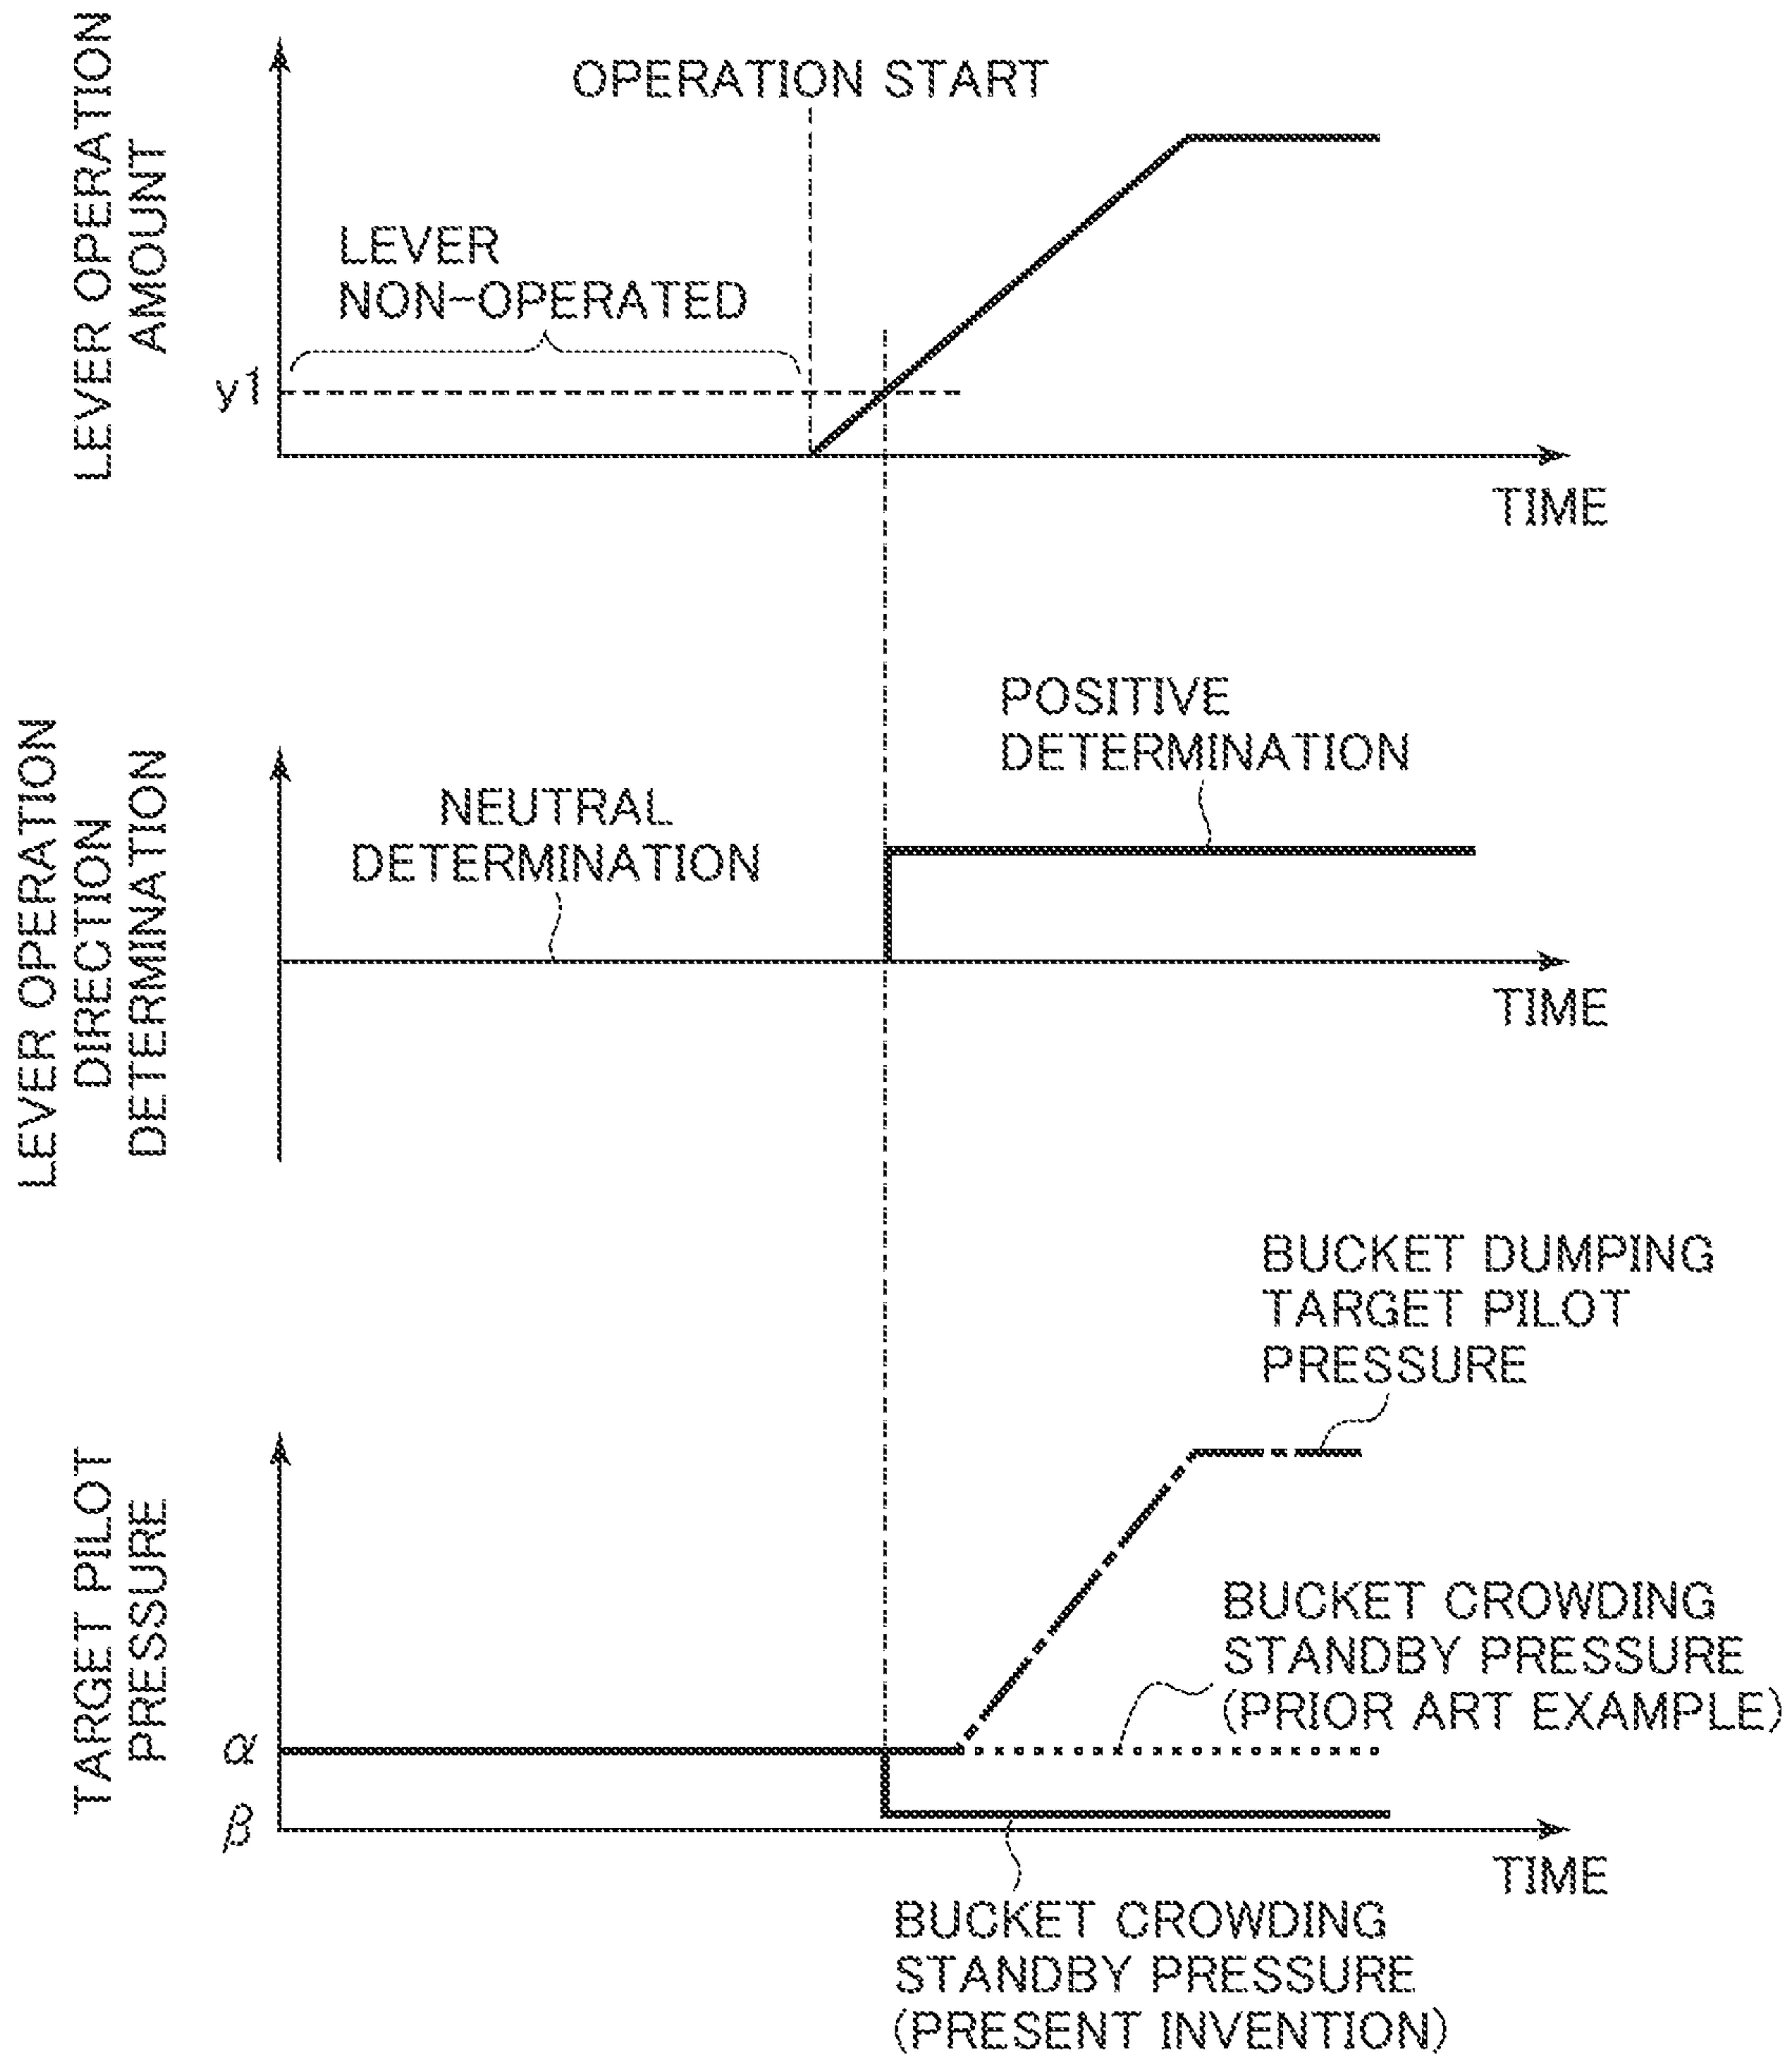 LEVER OPERATION
AMOUNT
OPERATION START
LEVER
NON-OPERATED
y1
TIME
LEVER OPERATION
DIRECTION
DETERMINATION
NEUTRAL
DETERMINATION
POSITIVE
DETERMINATION
TIME
TARGET PILOT
PRESSURE
BUCKET DUMPING
TARGET PILOT
PRESSURE
BUCKET CROWDING
STANDBY PRESSURE
(PRIOR ART EXAMPLE)
α
β
TIME
BUCKET CROWDING
STANDBY PRESSURE
(PRESENT INVENTION)